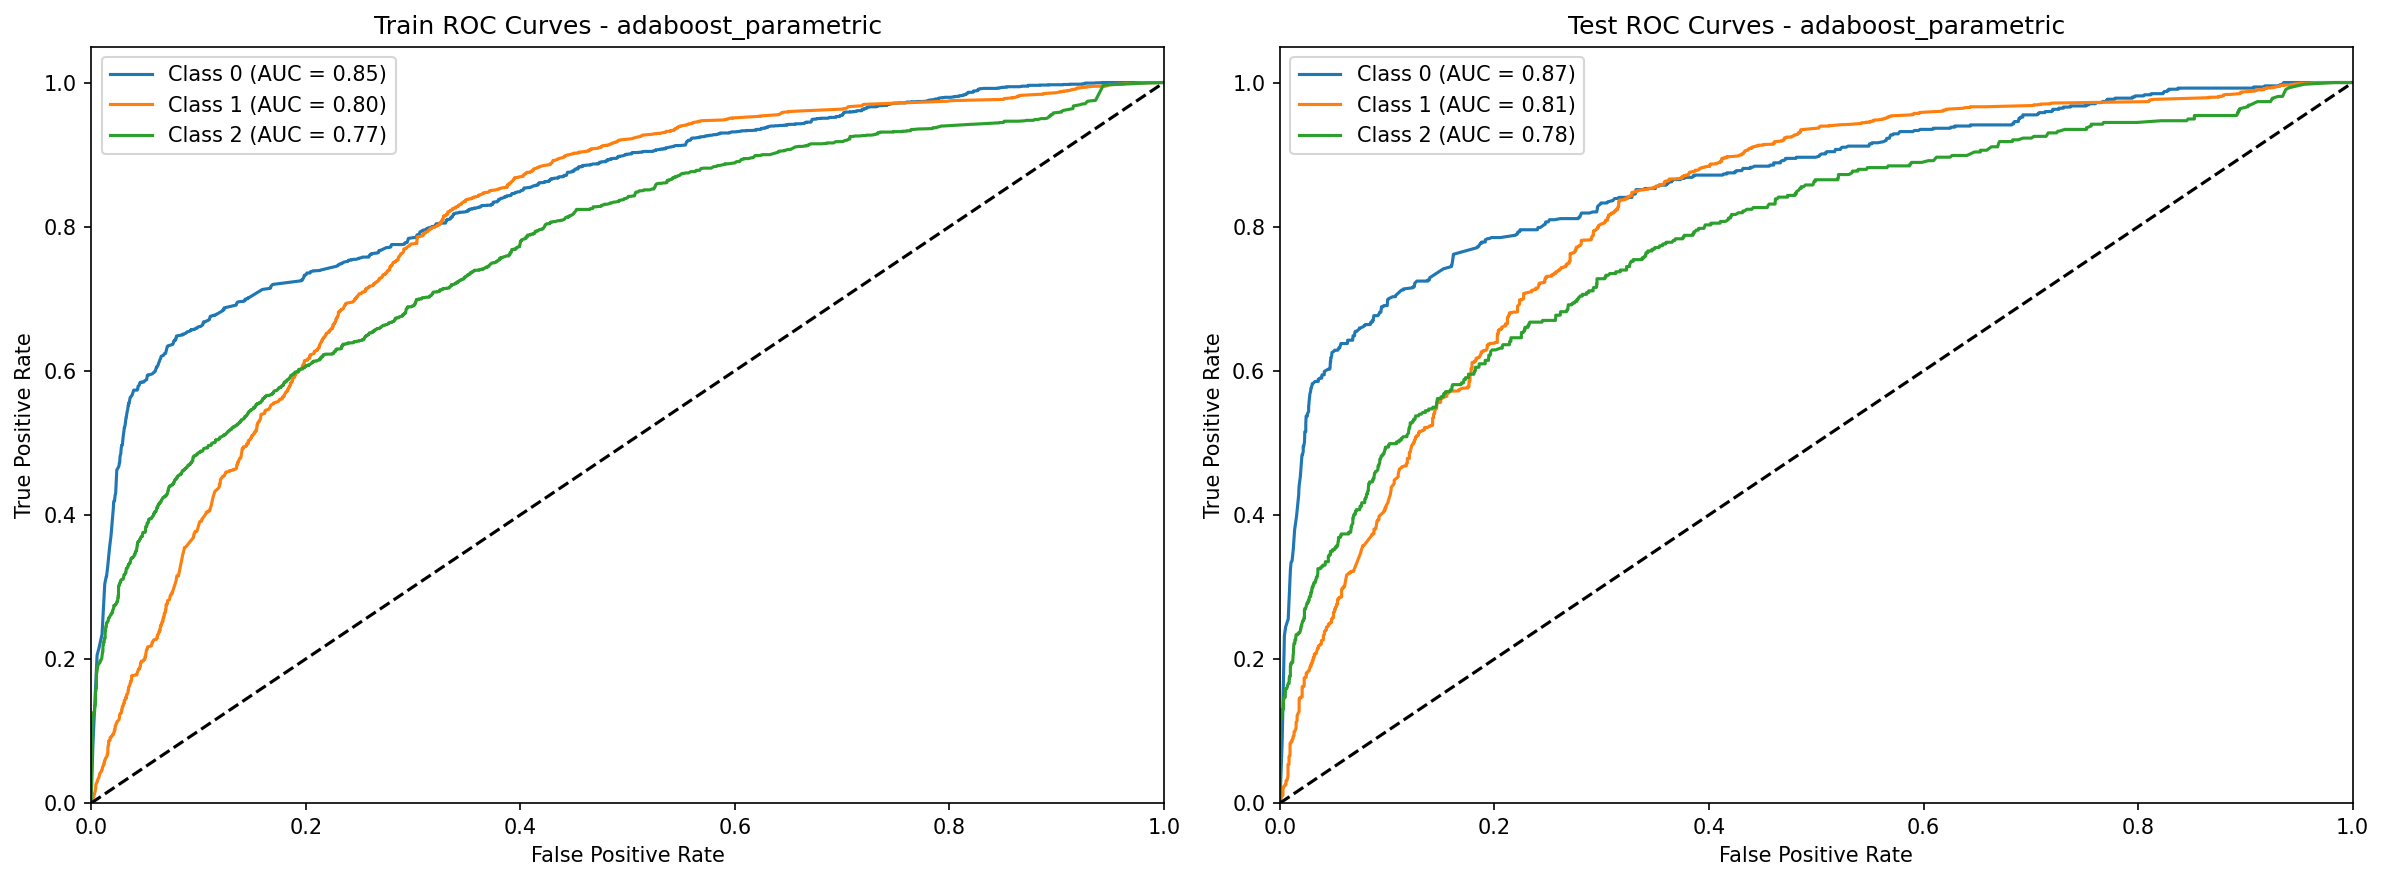 Train ROC Curves - adaboost_parametric
Class 0 (AUC = 0.85)
Class 1 (AUC = 0.80)
Class 2 (AUC = 0.77)
True Positive Rate
1.0
0.8
0.6
0.4
0.2
0.0
0.0 0.2 0.4 0.6 0.8 1.0
False Positive Rate
Test ROC Curves - adaboost_parametric
Class 0 (AUC = 0.87)
Class 1 (AUC = 0.81)
Class 2 (AUC = 0.78)
True Positive Rate
1.0
0.8
0.6
0.4
0.2
0.0
0.0 0.2 0.4 0.6 0.8 1.0
False Positive Rate